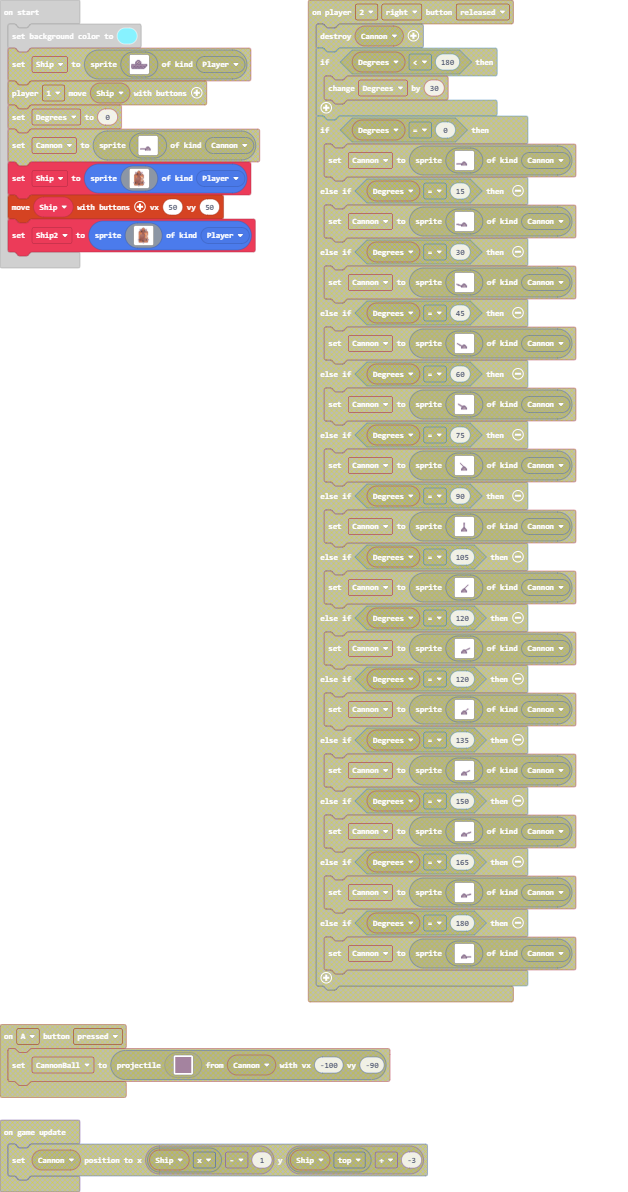 on start
set background color to
set Ship to sprite of kind Player
player 1 move Ship with buttons
set Degrees to 0
set Cannon to sprite of kind Cannon
set Ship to sprite of kind Player
move Ship with buttons vx 50 vy 50
set Ship2 to sprite of kind Player
on player 2 right button released
destroy Cannon
if Degrees < 180 then
change Degrees by 30
if Degrees = 0 then
set Cannon to sprite of kind Cannon
else if Degrees = 15 then
set Cannon to sprite of kind Cannon
else if Degrees = 30 then
set Cannon to sprite of kind Cannon
else if Degrees = 45 then
set Cannon to sprite of kind Cannon
else if Degrees = 60 then
set Cannon to sprite of kind Cannon
else if Degrees = 75 then
set Cannon to sprite of kind Cannon
else if Degrees = 90 then
set Cannon to sprite of kind Cannon
else if Degrees = 105 then
set Cannon to sprite of kind Cannon
else if Degrees = 120 then
set Cannon to sprite of kind Cannon
else if Degrees = 120 then
set Cannon to sprite of kind Cannon
else if Degrees = 135 then
set Cannon to sprite of kind Cannon
else if Degrees = 150 then
set Cannon to sprite of kind Cannon
else if Degrees = 165 then
set Cannon to sprite of kind Cannon
else if Degrees = 180 then
set Cannon to sprite of kind Cannon
on A button pressed
set CannonBall to projectile from Cannon with vx -100 vy -90
on game update
set Cannon position to x Ship x - 1 y Ship top + -3